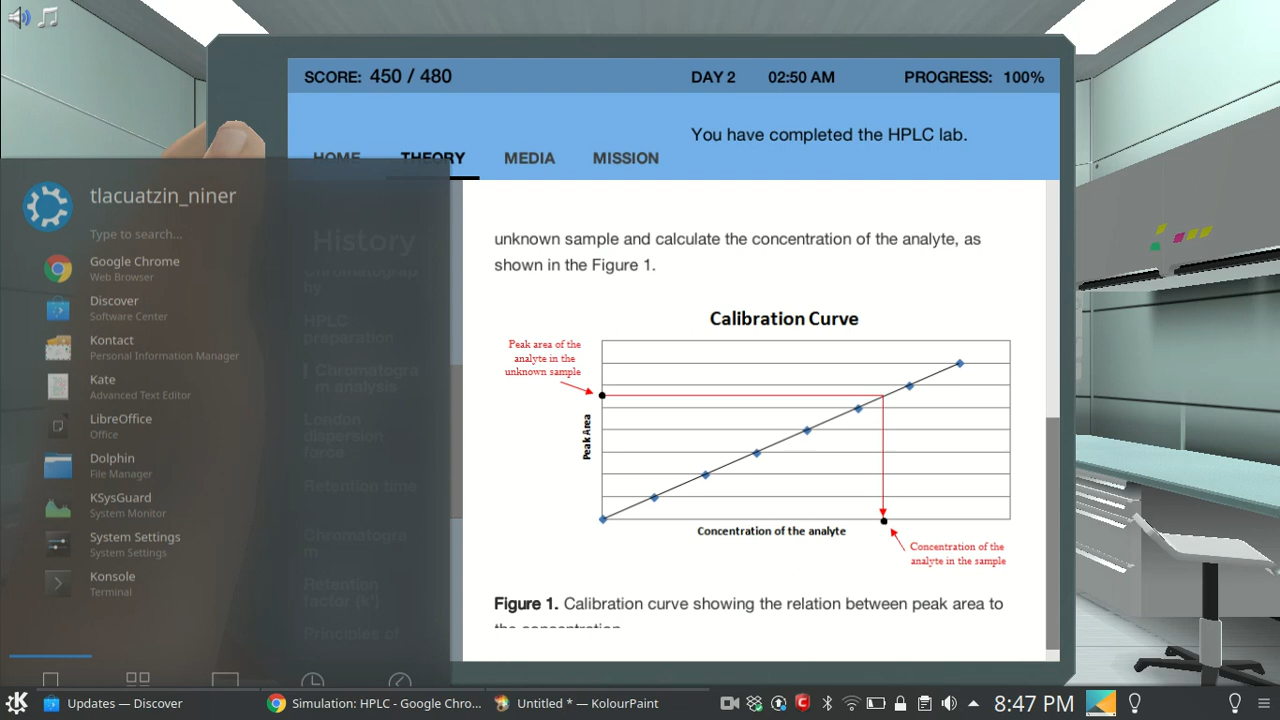 SCORE: 450 / 480
DAY 2
02:50 AM
PROGRESS: 100%
You have completed the HPLC lab.
HOME
THEORY
MEDIA
MISSION
tlacuatzin_niner
Type to search...
Google Chrome
Web Browser
Discover
Software Center
Kontact
Personal Information Manager
Kate
Advanced Text Editor
LibreOffice
Office
Dolphin
File Manager
KSysGuard
System Monitor
System Settings
System Settings
Konsole
Terminal
History
Chromatograp
hy
HPLC
preparation
Chromatogra
m analysis
London
dispersion
force
Retention time
Chromatogra
m
Retention
factor (k')
Principles of
unknown sample and calculate the concentration of the analyte, as
shown in the Figure 1.
Calibration Curve
Peak area of the
analyte in the
unknown sample
Peak Area
Concentration of the analyte
Concentration of the
analyte in the sample
Figure 1. Calibration curve showing the relation between peak area to
the concentration.
Updates — Discover
Simulation: HPLC - Google Chro...
Untitled * — KolourPaint
8:47 PM